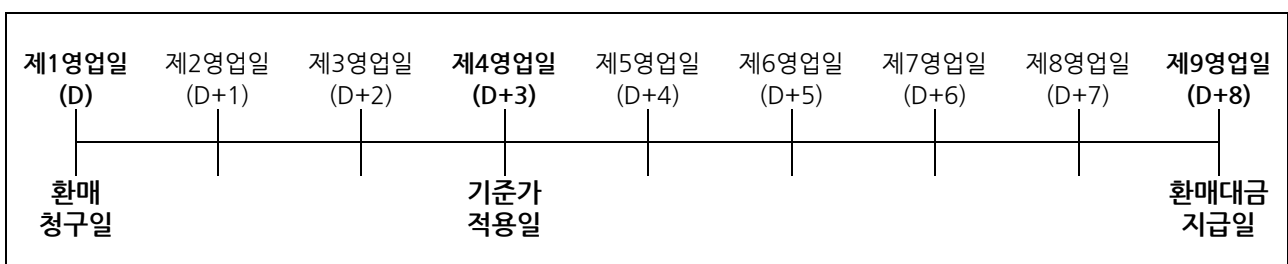 제1영업일 제2영업일 제3영업일 제4영업일 제5영업일 제6영업일 제7영업일 제8영업일 제9영업일
(D) (D+1) (D+2) (D+3) (D+4) (D+5) (D+6) (D+7) (D+8)
환매 기준가 환매대금
청구일 적용일 지급일